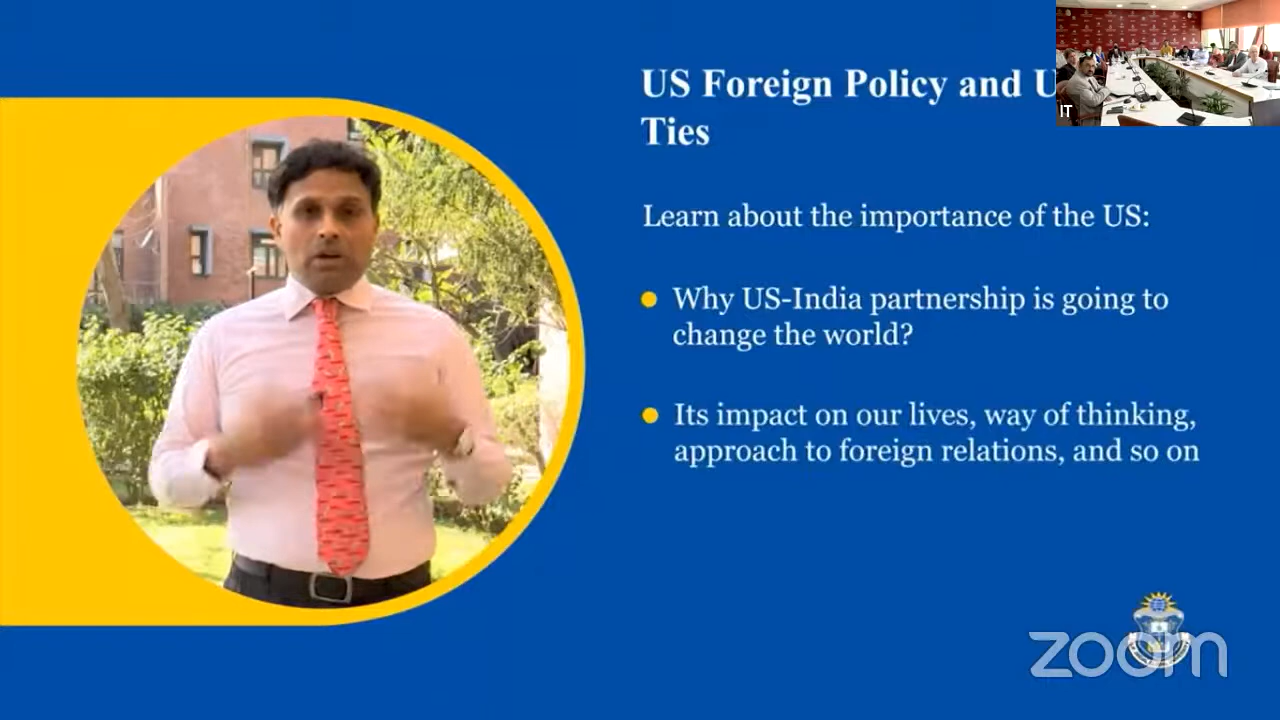 US Foreign Policy and U
Ties
IT
Learn about the importance of the US:
Why US-India partnership is going to
change the world?
Its impact on our lives, way of thinking,
approach to foreign relations, and so on
zoom